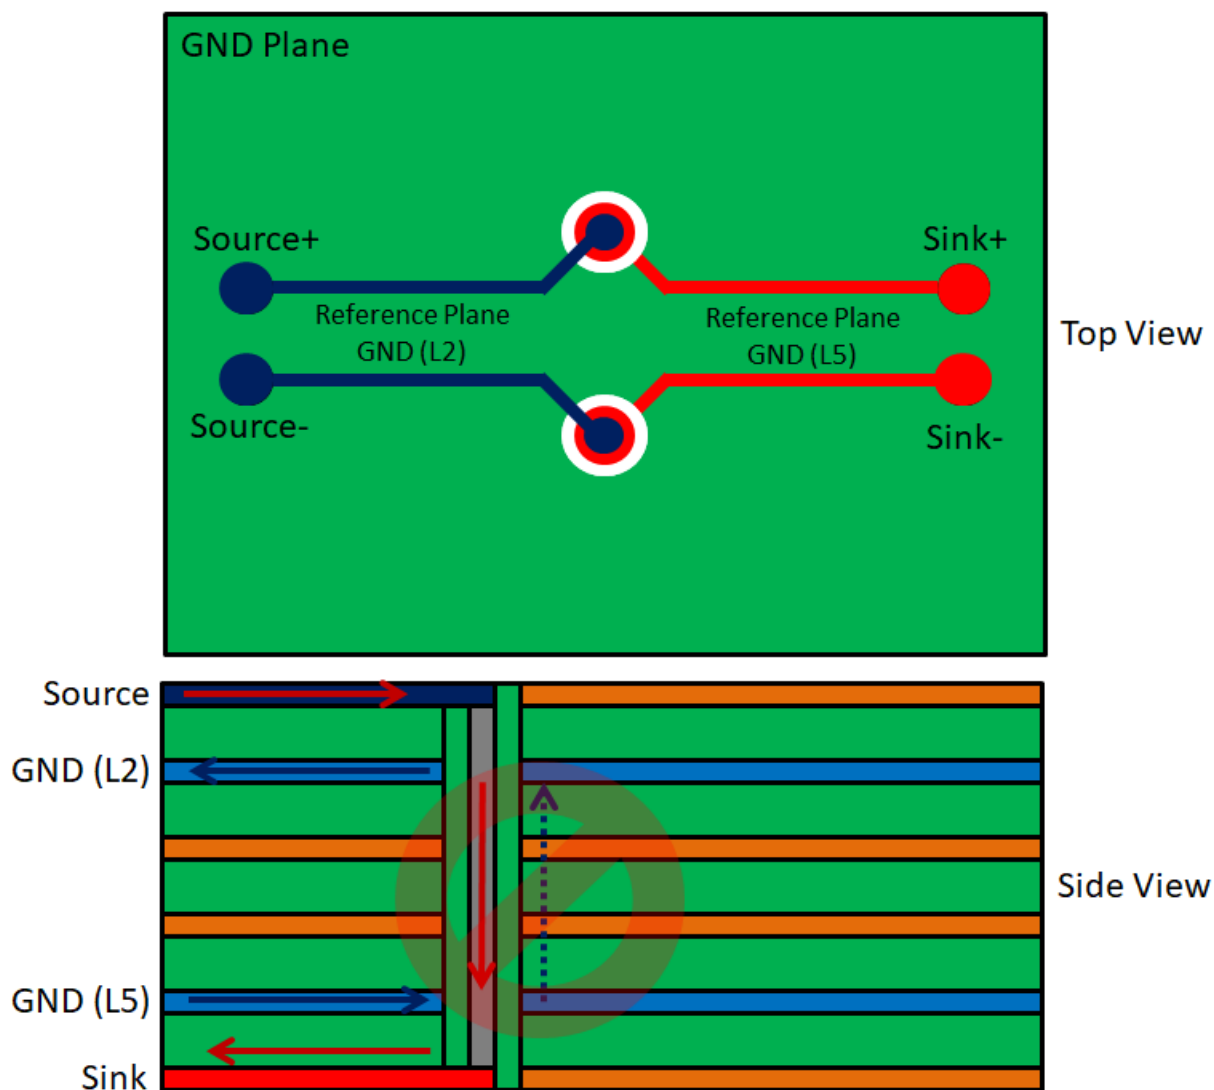 GND Plane
Source+
Sink+
Reference Plane
GND (L2)
Reference Plane
GND (L5)
Top View
Source-
Sink-
Source
GND (L2)
Side View
GND (L5)
Sink